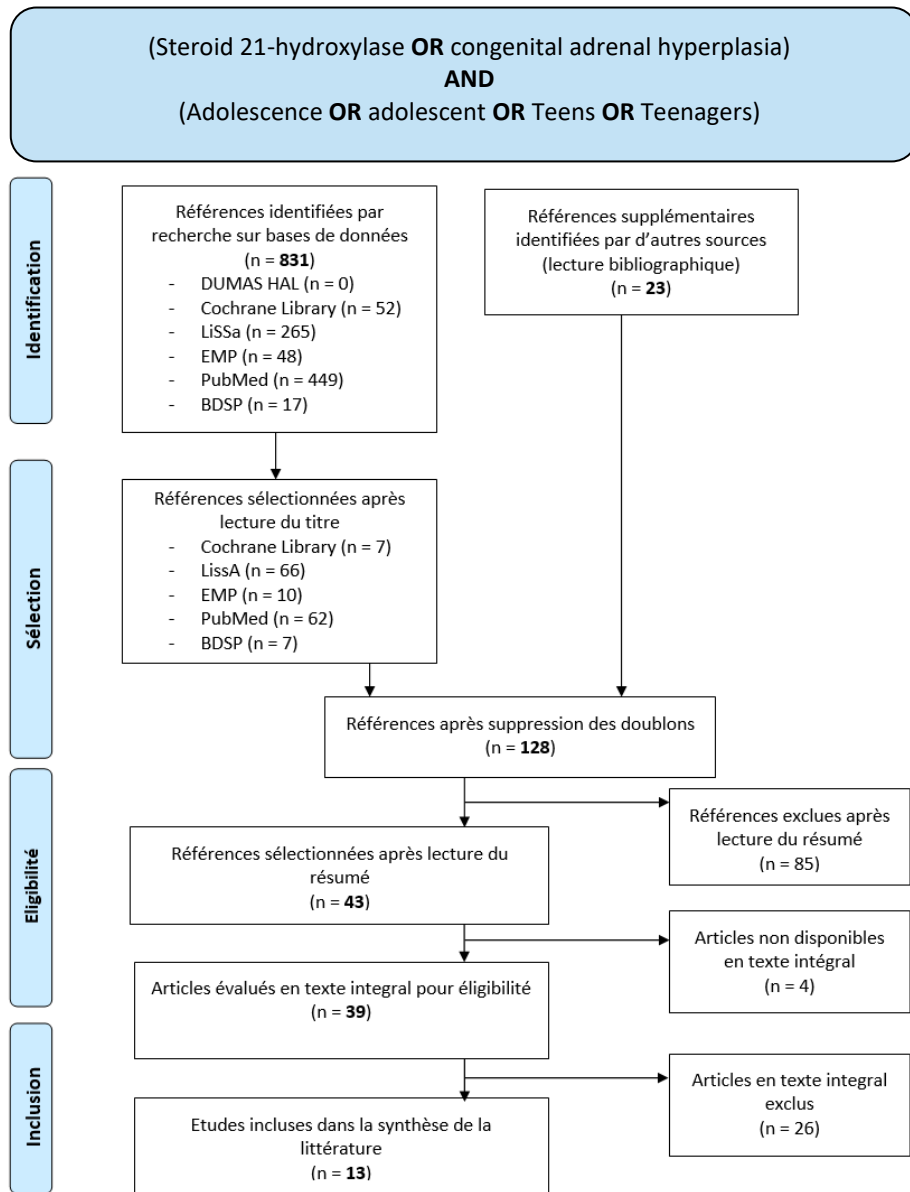 (Steroid 21-hydroxylase OR congenital adrenal hyperplasia)
AND
(Adolescence OR adolescent OR Teens OR Teenagers)
Identification
Références identifiées par
recherche sur bases de données
(n = 831)
- DUMAS HAL (n = 0)
- Cochrane Library (n = 52)
- LiSSa (n = 265)
- EMP (n = 48)
- PubMed (n = 449)
- BDSP (n = 17)
Références supplémentaires
identifiées par d'autres sources
(lecture bibliographique)
(n = 23)
Sélection
Références sélectionnées après
lecture du titre
- Cochrane Library (n = 7)
- LissA (n = 66)
- EMP (n = 10)
- PubMed (n = 62)
- BDSP (n = 7)
Références après suppression des doublons
(n = 128)
Eligibilité
Références exclues après
lecture du résumé
(n = 85)
Références sélectionnées après lecture du
résumé
(n = 43)
Articles non disponibles
en texte intégral
(n = 4)
Articles évalués en texte integral pour éligibilité
(n = 39)
Inclusion
Articles en texte integral
exclus
(n = 26)
Etudes incluses dans la synthèse de la
littérature
(n = 13)